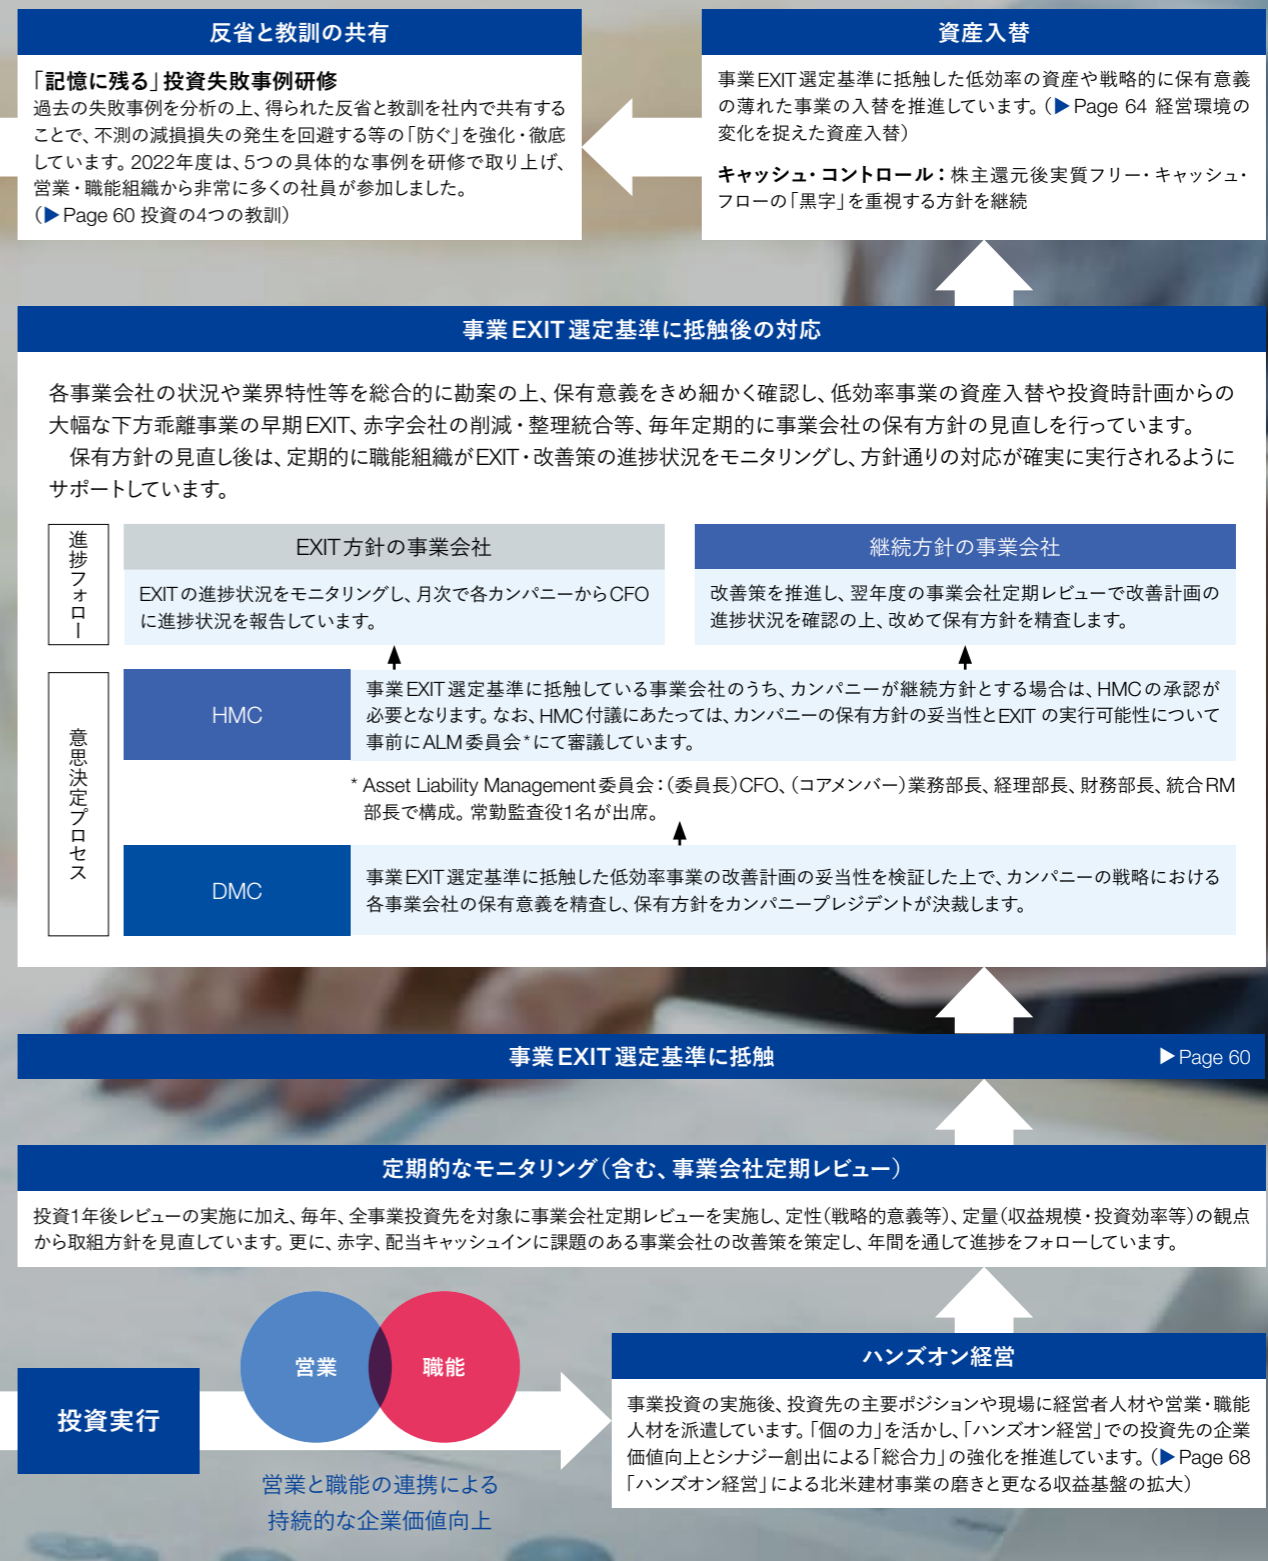 反省と教訓の共有
「記憶に残る」投資失敗事例研修
過去の失敗事例を分析の上、得られた反省と教訓を社内で共有する
ことで、不測の減損損失の発生を回避する等の「防ぐ」を強化・徹底
しています。2022年度は、5つの具体的な事例を研修で取り上げ、
営業・職能組織から非常に多くの社員が参加しました。
（▶Page 60 投資の4つの教訓）
資産入替
事業EXIT選定基準に抵触した低効率の資産や戦略的に保有意義
の薄れた事業の入替を推進しています。（▶Page 64 経営環境の
変化を捉えた資産入替）
キャッシュ・コントロール：株主還元後実質フリー・キャッシュ・
フローの「黒字」を重視する方針を継続
事業EXIT選定基準に抵触後の対応
各事業会社の状況や業界特性等を総合的に勘案の上、保有意義をきめ細かく確認し、低効率事業の資産入替や投資時計画からの
大幅な下方乖離事業の早期EXIT、赤字会社の削減・整理統合等、毎年定期的に事業会社の保有方針の見直しを行っています。
保有方針の見直し後は、定期的に職能組織がEXIT・改善策の進捗状況をモニタリングし、方針通りの対応が確実に実行されるように
サポートしています。
進捗フォロー
EXIT方針の事業会社
EXITの進捗状況をモニタリングし、月次で各カンパニーからCFO
に進捗状況を報告しています。
継続方針の事業会社
改善策を推進し、翌年度の事業会社定期レビューで改善計画の
進捗状況を確認の上、改めて保有方針を精査します。
意思決定プロセス
HMC
事業EXIT選定基準に抵触している事業会社のうち、カンパニーが継続方針とする場合は、HMCの承認が
必要となります。なお、HMC付議にあたっては、カンパニーの保有方針の妥当性とEXITの実行可能性について
事前にALM委員会*にて審議しています。
* Asset Liability Management委員会：（委員長）CFO、（コアメンバー）業務部長、経理部長、財務部長、統合RM
部長で構成。常勤監査役1名が出席。
DMC
事業EXIT選定基準に抵触した低効率事業の改善計画の妥当性を検証した上で、カンパニーの戦略における
各事業会社の保有意義を精査し、保有方針をカンパニープレジデントが決裁します。
事業EXIT選定基準に抵触
▶Page 60
定期的なモニタリング（含む、事業会社定期レビュー）
投資1年後レビューの実施に加え、毎年、全事業投資先を対象に事業会社定期レビューを実施し、定性（戦略的意義等）、定量（収益規模・投資効率等）の観点
から取組方針を見直しています。更に、赤字、配当キャッシュインに課題のある事業会社の改善策を策定し、年間を通して進捗をフォローしています。
投資実行
営業
職能
営業と職能の連携による
持続的な企業価値向上
ハンズオン経営
事業投資の実施後、投資先の主要ポジションや現場に経営者人材や営業・職能
人材を派遣しています。「個の力」を活かし、「ハンズオン経営」での投資先の企業
価値向上とシナジー創出による「総合力」の強化を推進しています。（▶Page 68
「ハンズオン経営」による北米建材事業の磨きと更なる収益基盤の拡大）